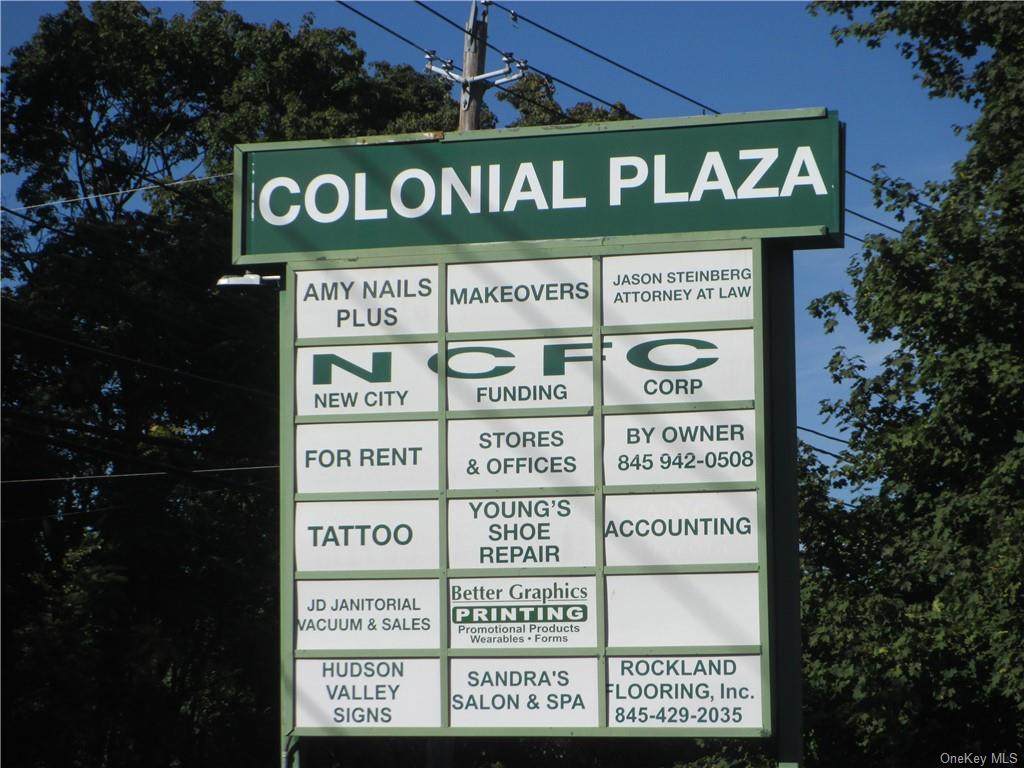 COLONIAL PLAZA
AMY NAILS
PLUS
MAKEOVERS
JASON STEINBERG
ATTORNEY AT LAW
N C F C
NEW CITY FUNDING CORP
FOR RENT
STORES
& OFFICES
BY OWNER
845 942-0508
TATTOO
YOUNG'S
SHOE
REPAIR
ACCOUNTING
JD JANITORIAL
VACUUM & SALES
Better Graphics
PRINTING
Promotional Products
Wearables • Forms
HUDSON
VALLEY
SIGNS
SANDRA'S
SALON & SPA
ROCKLAND
FLOORING, Inc.
845-429-2035
OneKey MLS